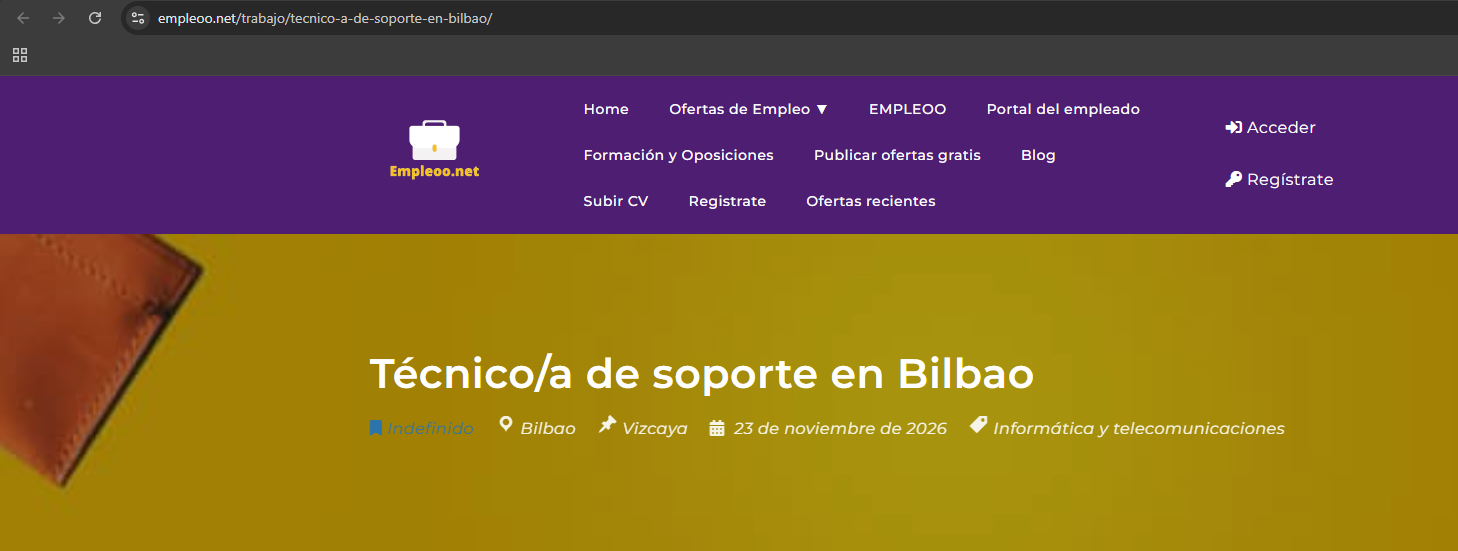 empleoo.net/trabajo/tecnico-a-de-soporte-en-bilbao/
Empleoo.net
Home Ofertas de Empleo ▼ EMPLEOO Portal del empleado
Formación y Oposiciones Publicar ofertas gratis Blog
Subir CV Registrate Ofertas recientes
Acceder
Regístrate
Técnico/a de soporte en Bilbao
Indefinido Bilbao Vizcaya 23 de noviembre de 2026 Informática y telecomunicaciones